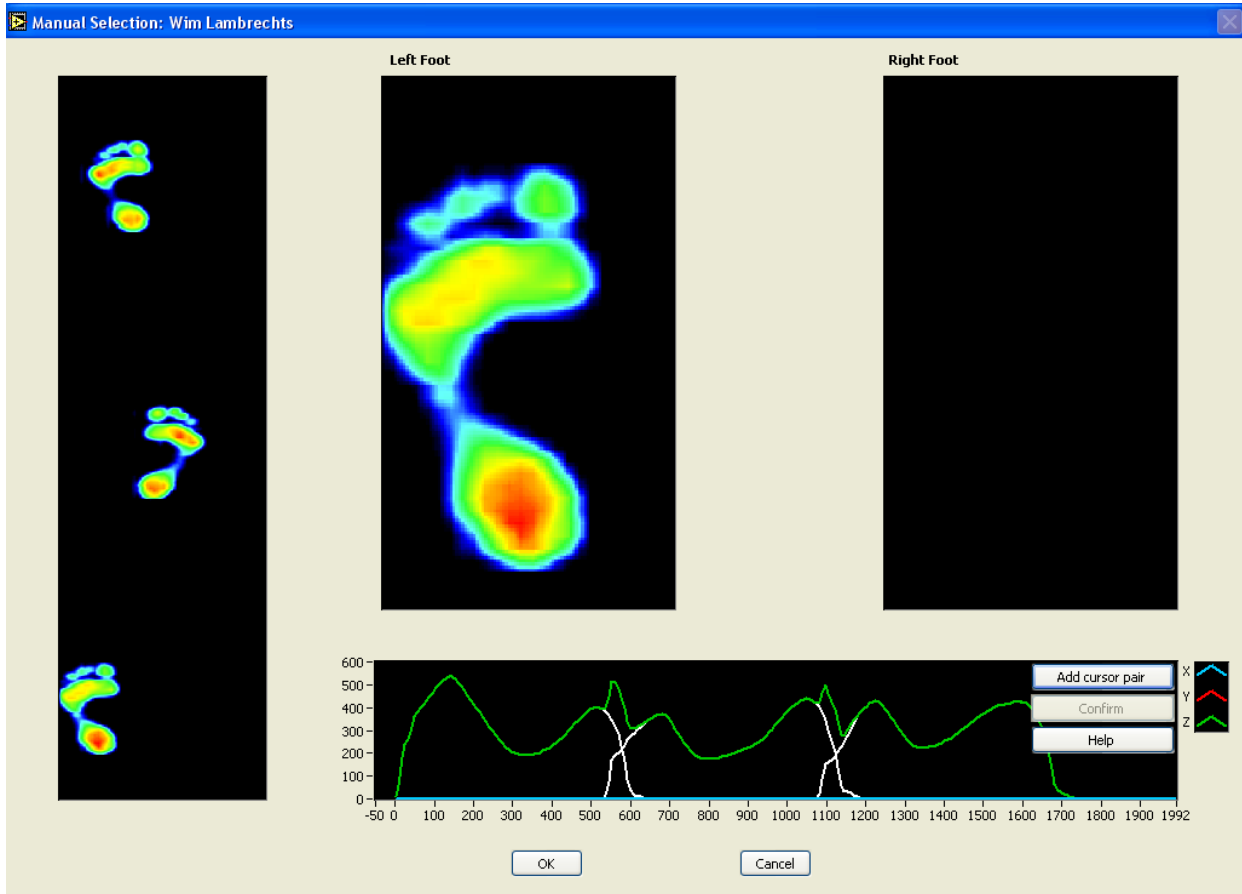 Manual Selection: Wim Lambrechts
Left Foot
Right Foot
600
500
400
300
200
100
0
-50 0 100 200 300 400 500 600 700 800 900 1000 1100 1200 1300 1400 1500 1600 1700 1800 1900 1992
Add cursor pair
Confirm
Help
X
Y
Z
OK
Cancel